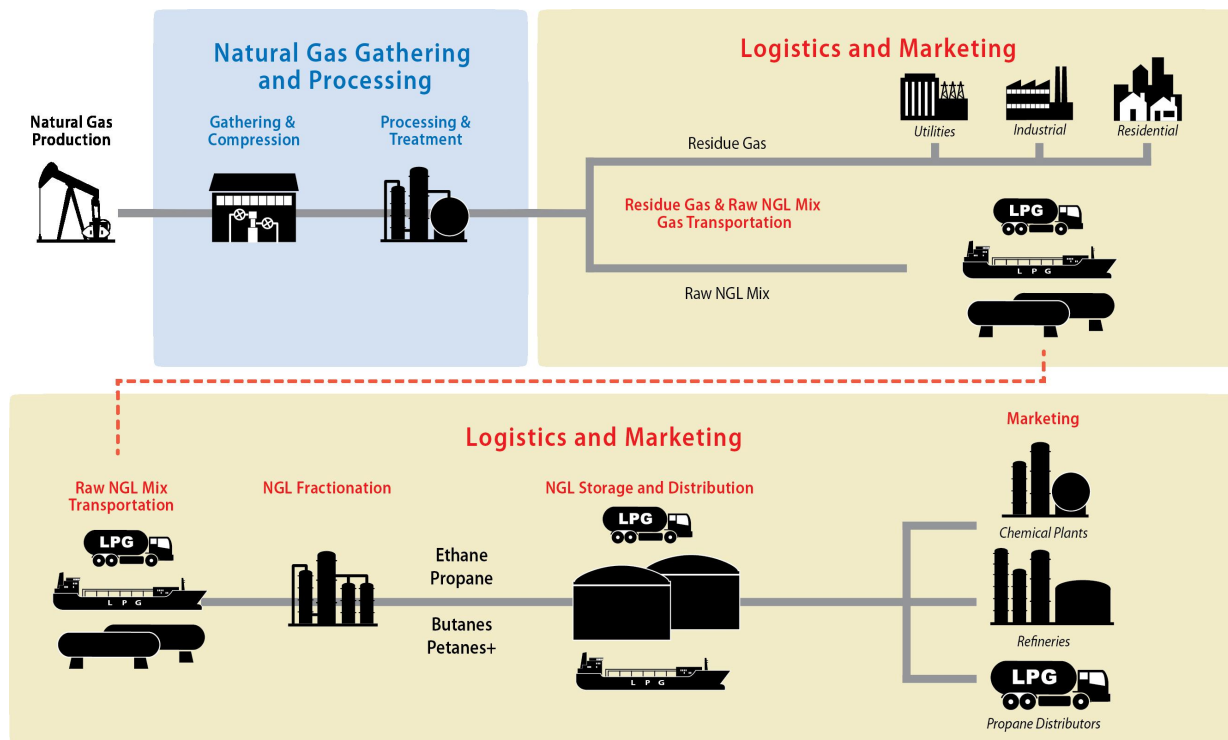 Natural Gas Gathering
and Processing
Logistics and Marketing
Natural Gas
Production
Gathering &
Compression
Processing &
Treatment
Utilities
Industrial
Residential
Residue Gas
Residue Gas & Raw NGL Mix
Gas Transportation
LPG
L P G
Raw NGL Mix
Logistics and Marketing
Marketing
Raw NGL Mix
Transportation
NGL Fractionation
NGL Storage and Distribution
LPG
LPG
Chemical Plants
Ethane
Propane
L P G
Butanes
Petanes+
Refineries
L P G
LPG
Propane Distributors